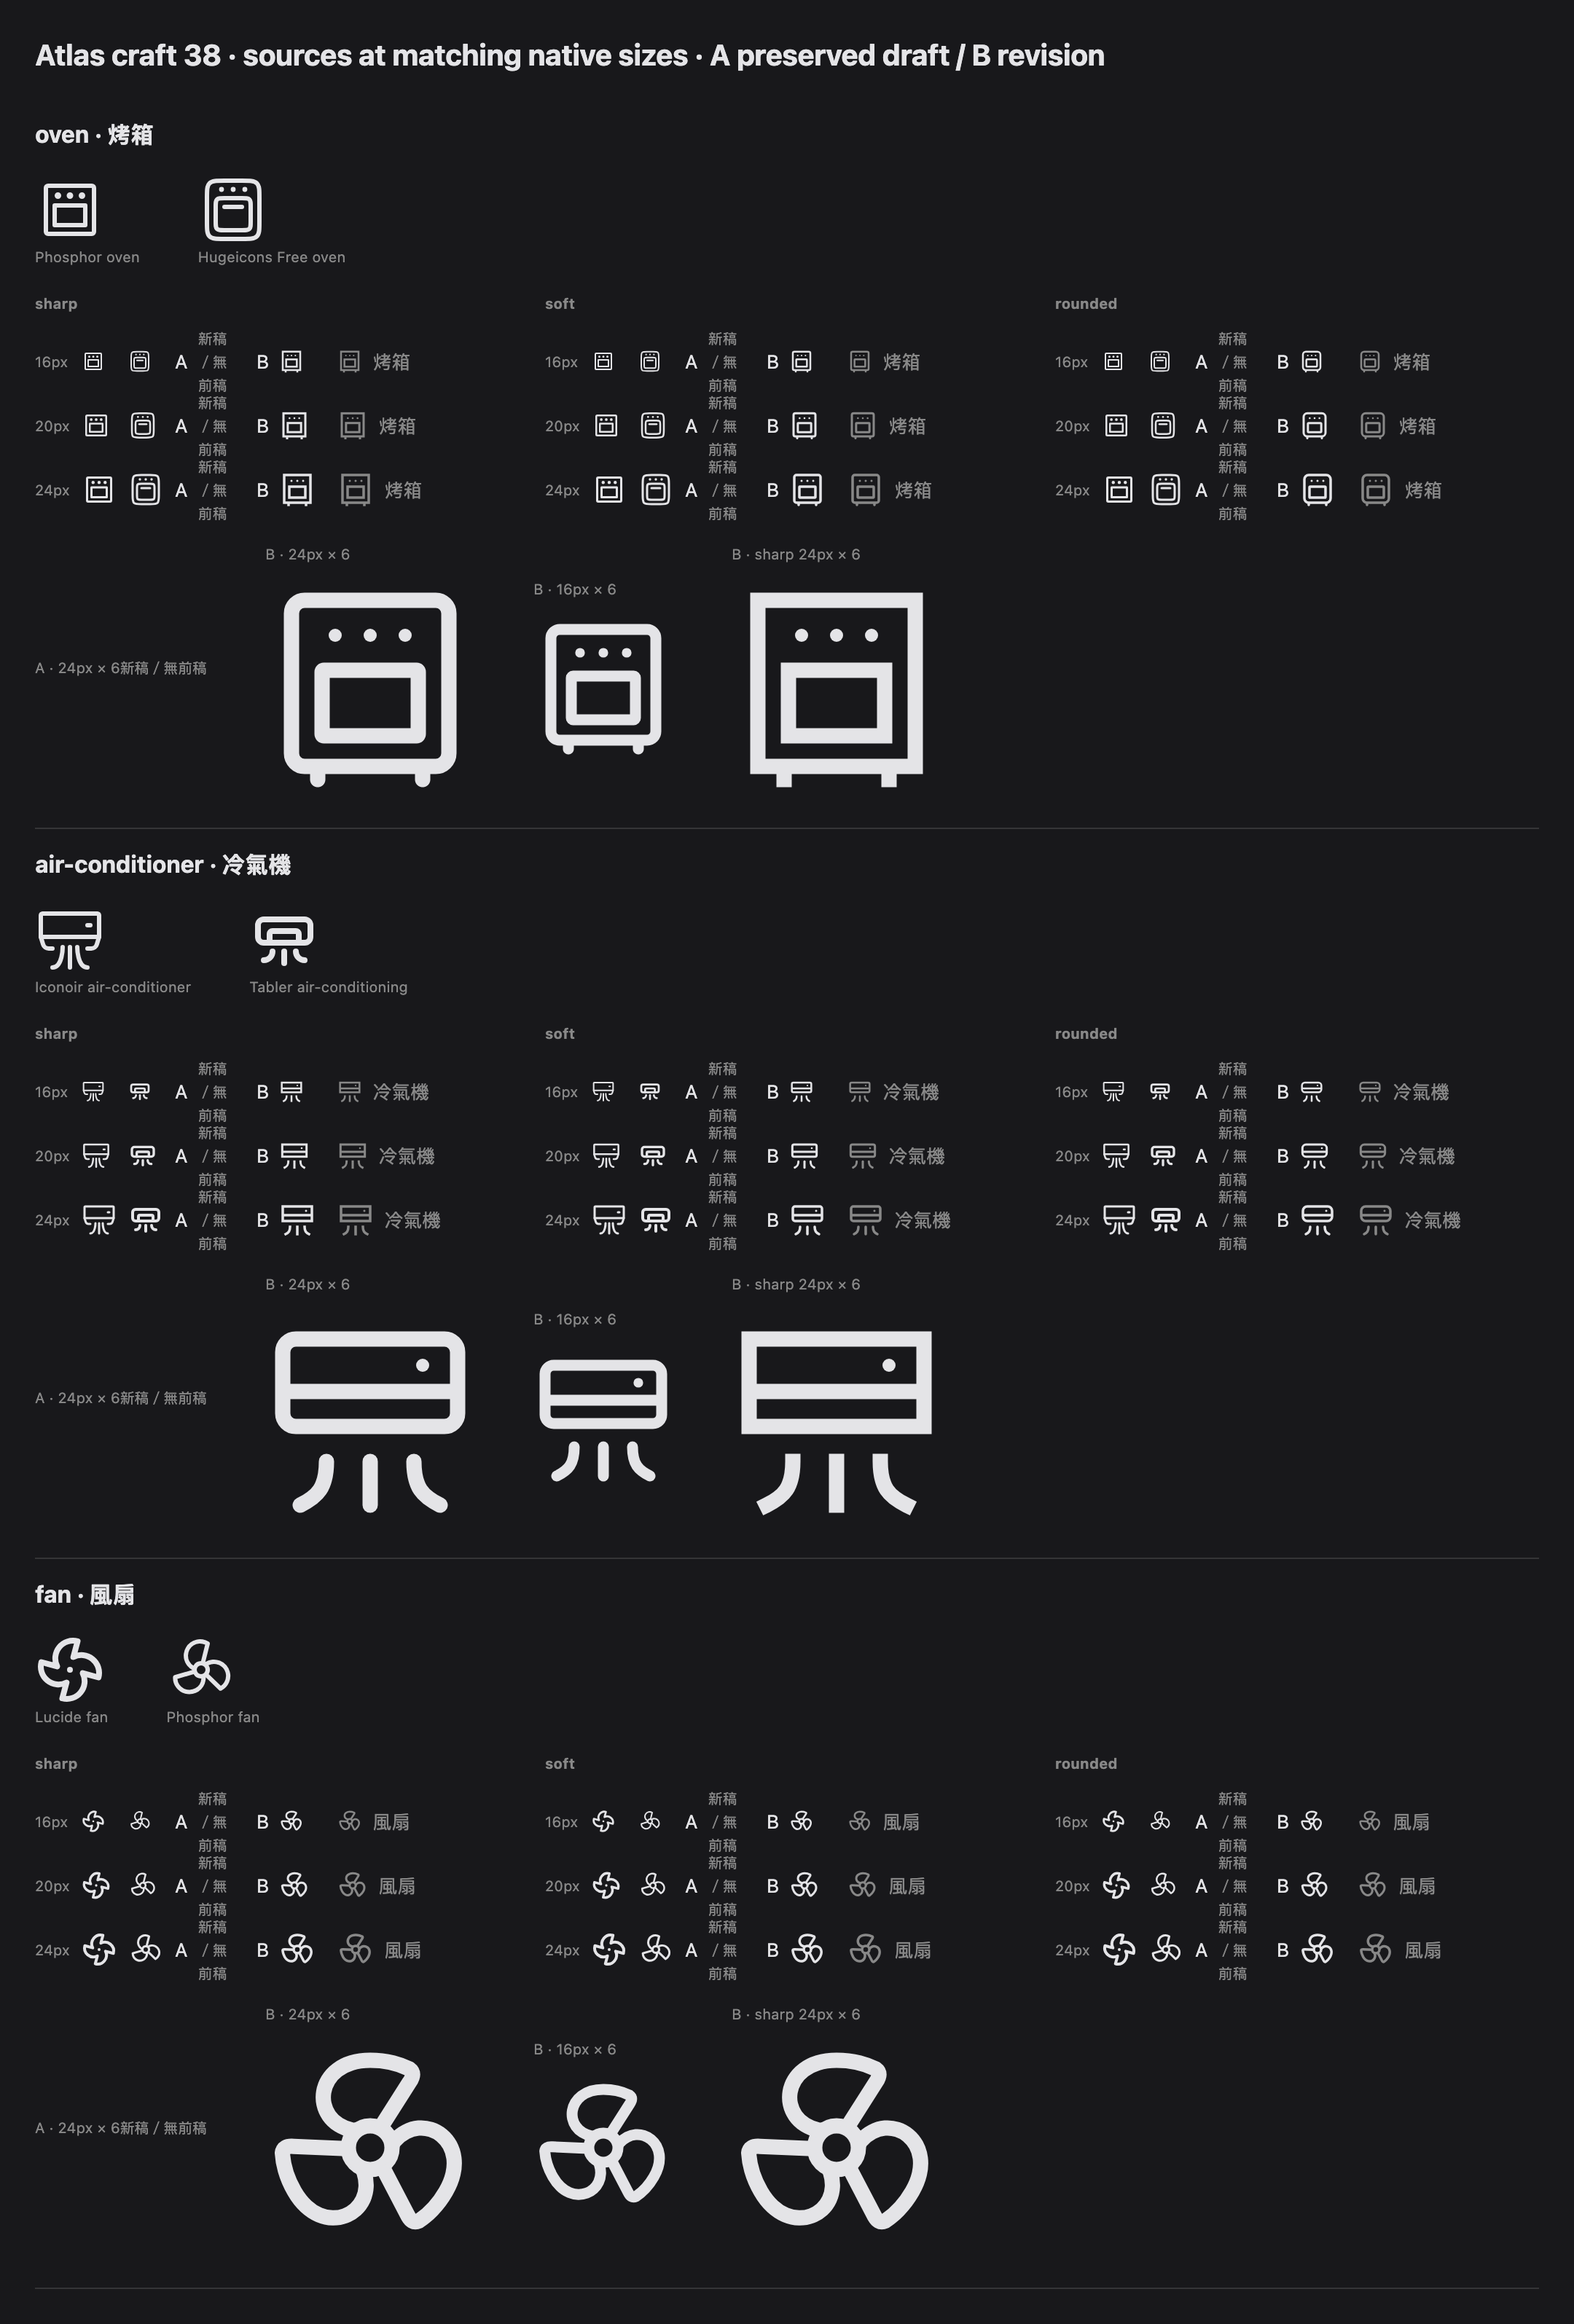 Atlas craft 38 · sources at matching native sizes · A preserved draft / B revision
oven · 烤箱
Phosphor oven
Hugeicons Free oven
sharp
soft
rounded
16px A 新稿 / 無前稿 B 烤箱
16px A 新稿 / 無前稿 B 烤箱
16px A 新稿 / 無前稿 B 烤箱
20px A 新稿 / 無前稿 B 烤箱
20px A 新稿 / 無前稿 B 烤箱
20px A 新稿 / 無前稿 B 烤箱
24px A 新稿 / 無前稿 B 烤箱
24px A 新稿 / 無前稿 B 烤箱
24px A 新稿 / 無前稿 B 烤箱
A · 24px × 6新稿 / 無前稿
B · 24px × 6
B · 16px × 6
B · sharp 24px × 6
air-conditioner · 冷氣機
Iconoir air-conditioner
Tabler air-conditioning
sharp
soft
rounded
16px A 新稿 / 無前稿 B 冷氣機
16px A 新稿 / 無前稿 B 冷氣機
16px A 新稿 / 無前稿 B 冷氣機
20px A 新稿 / 無前稿 B 冷氣機
20px A 新稿 / 無前稿 B 冷氣機
20px A 新稿 / 無前稿 B 冷氣機
24px A 新稿 / 無前稿 B 冷氣機
24px A 新稿 / 無前稿 B 冷氣機
24px A 新稿 / 無前稿 B 冷氣機
A · 24px × 6新稿 / 無前稿
B · 24px × 6
B · 16px × 6
B · sharp 24px × 6
fan · 風扇
Lucide fan
Phosphor fan
sharp
soft
rounded
16px A 新稿 / 無前稿 B 風扇
16px A 新稿 / 無前稿 B 風扇
16px A 新稿 / 無前稿 B 風扇
20px A 新稿 / 無前稿 B 風扇
20px A 新稿 / 無前稿 B 風扇
20px A 新稿 / 無前稿 B 風扇
24px A 新稿 / 無前稿 B 風扇
24px A 新稿 / 無前稿 B 風扇
24px A 新稿 / 無前稿 B 風扇
A · 24px × 6新稿 / 無前稿
B · 24px × 6
B · 16px × 6
B · sharp 24px × 6